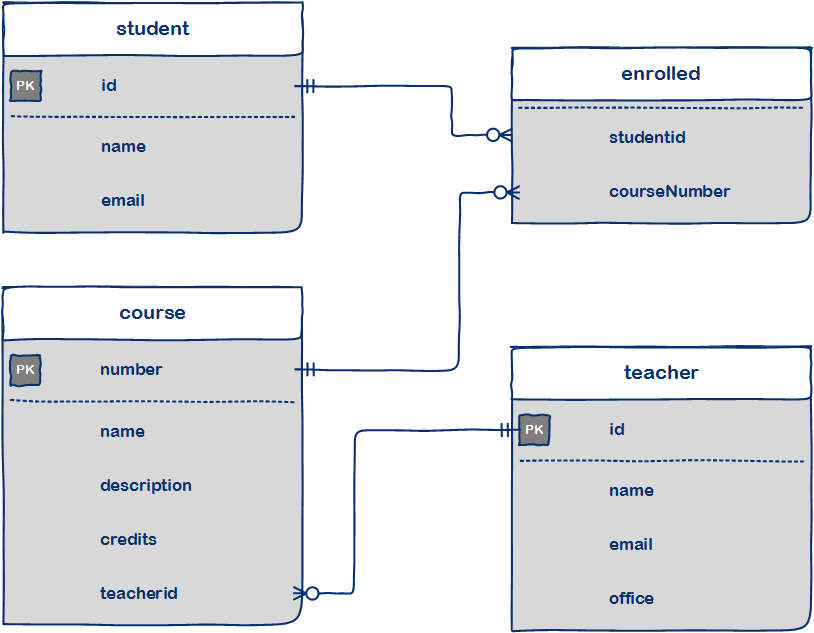 student
PK id
name
email
enrolled
studentid
courseNumber
course
PK number
name
description
credits
teacherid
teacher
PK id
name
email
office